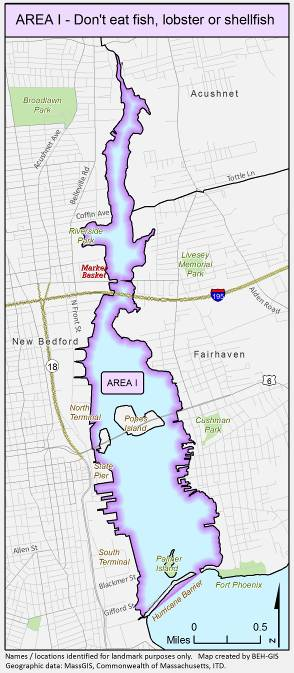 AREA I - Don't eat fish, lobster or shellfish
Acushnet
Broadlawn
Park
Acushnet Ave
Belleville Rd
Tottle Ln
Coffin Ave
Riverside
Park
Livesey
Memorial
Park
Market
Basket
195
Alden Road
N Front St
New Bedford
Fairhaven
18
AREA I
6
North
Terminal
Popes
Island
Cushman
Park
State
Pier
Allen St
South
Terminal
Palmer
Island
Blackmer St
Fort Phoenix
Gifford St
Hurricane Barrier
0 0.25 0.5
Miles
N
Names / locations identified for landmark purposes only. Map created by BEH-GIS
Geographic data: MassGIS, Commonwealth of Massachusetts, ITD.